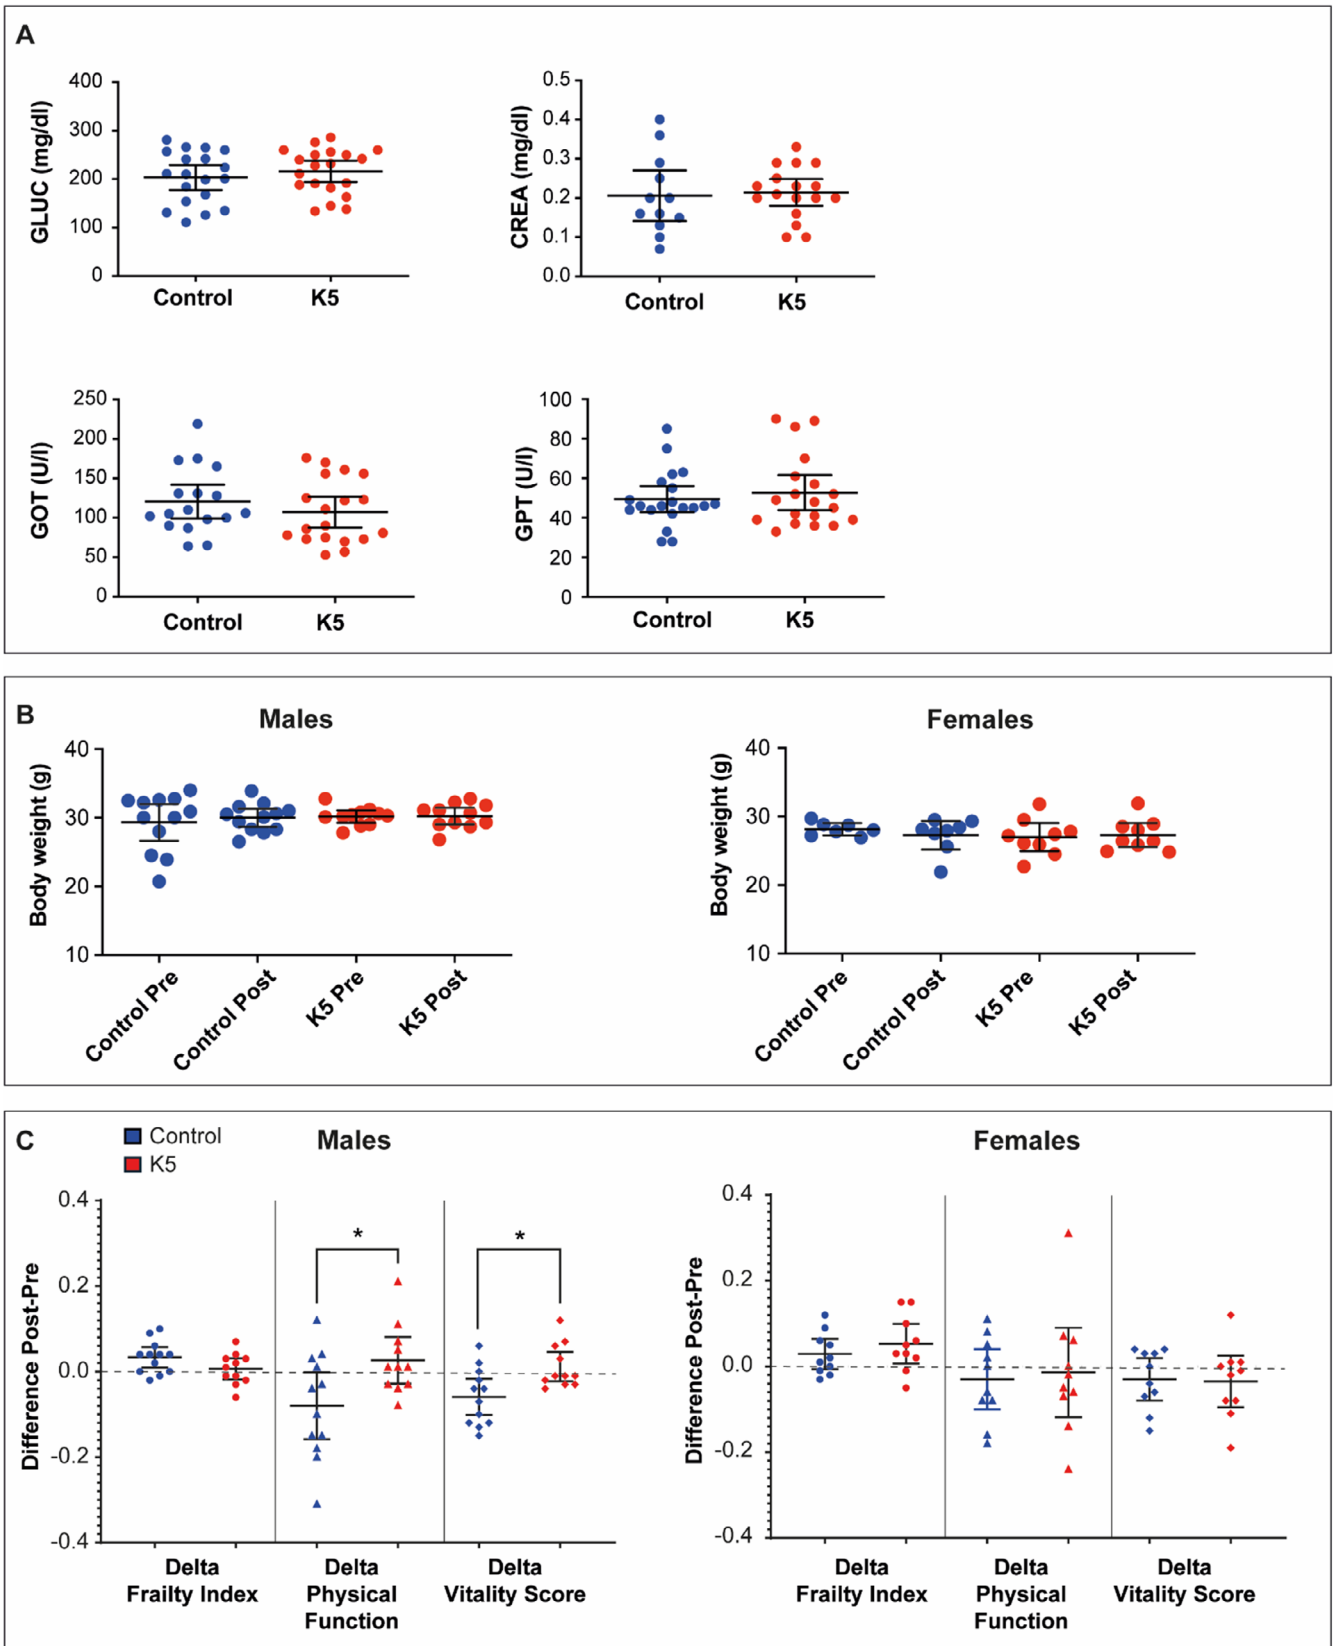 A
GLUC (mg/dl)
400
300
200
100
0
Control
K5
CREA (mg/dl)
0.5
0.4
0.3
0.2
0.1
0.0
Control
K5
GOT (U/l)
250
200
150
100
50
0
Control
K5
GPT (U/l)
100
80
60
40
20
0
Control
K5
B
Males
Body weight (g)
40
30
20
10
Control Pre
Control Post
K5 Pre
K5 Post
Females
Body weight (g)
40
30
20
10
Control Pre
Control Post
K5 Pre
K5 Post
C
Control
K5
Males
Difference Post-Pre
0.4
0.2
0.0
-0.2
-0.4
*
*
Delta
Frailty Index
Delta
Physical
Function
Delta
Vitality Score
Females
Difference Post-Pre
0.4
0.2
0.0
-0.2
-0.4
Delta
Frailty Index
Delta
Physical
Function
Delta
Vitality Score